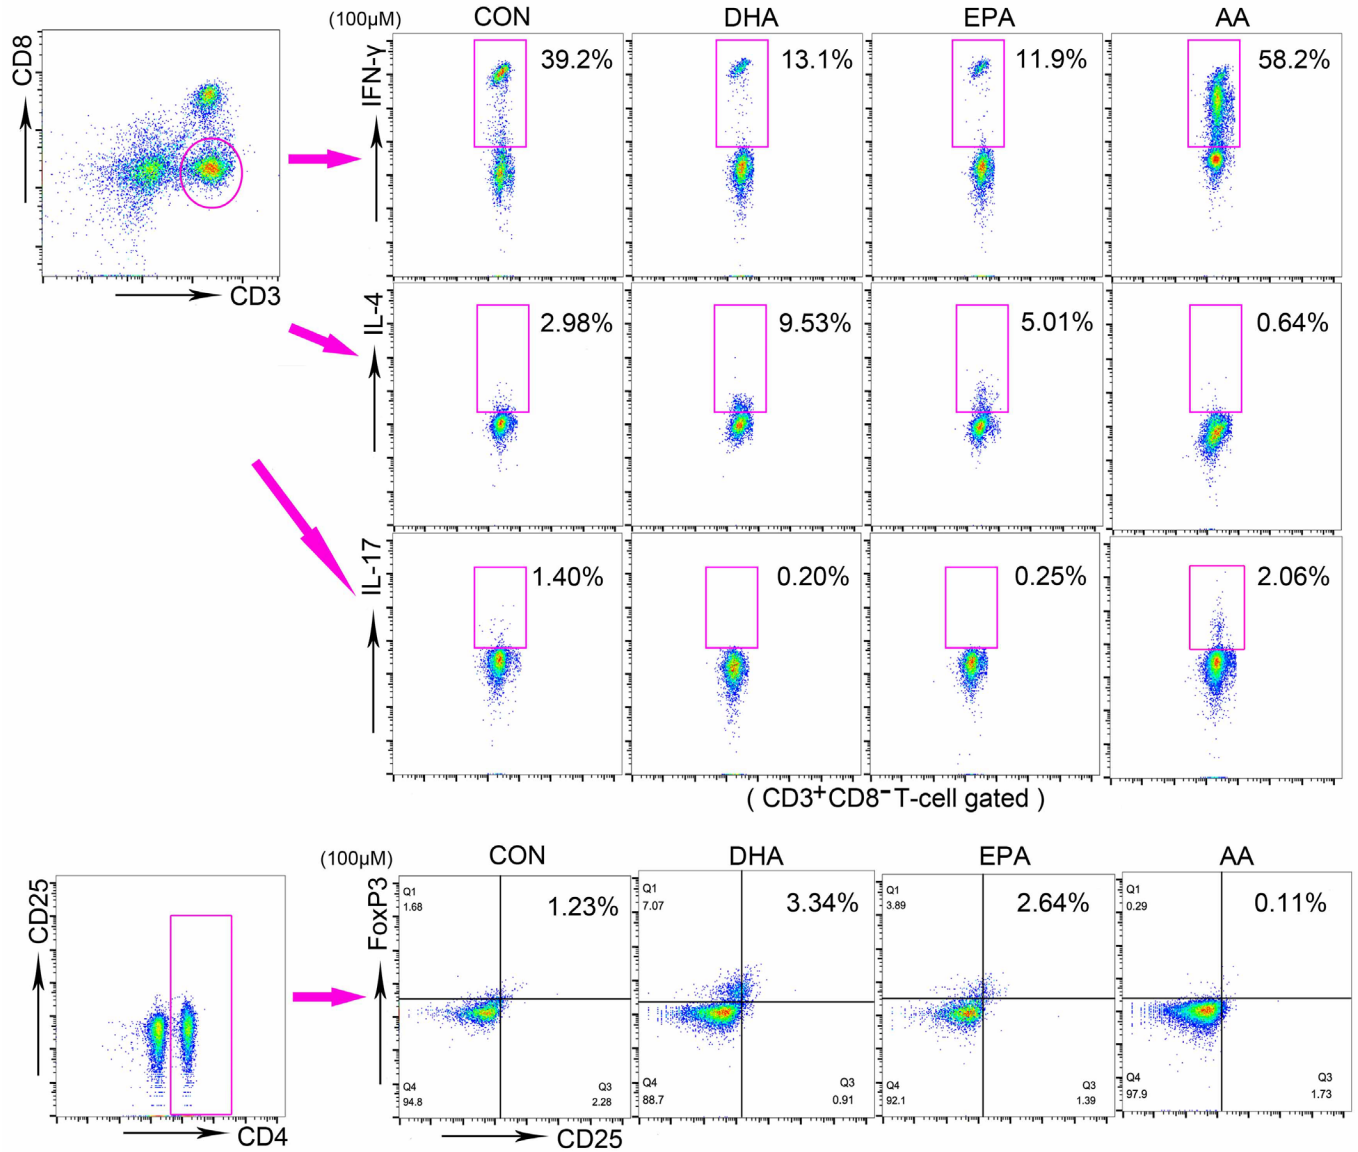 (100µM) CON DHA EPA AA
CD8
CD3
IFN-γ
39.2% 13.1% 11.9% 58.2%
IL-4
2.98% 9.53% 5.01% 0.64%
IL-17
1.40% 0.20% 0.25% 2.06%
( CD3+CD8− T-cell gated )
(100µM) CON DHA EPA AA
CD25
CD4
FoxP3
Q1 Q1 Q1 Q1
1.68 7.07 3.89 0.29
1.23% 3.34% 2.64% 0.11%
Q4 Q3 Q4 Q3 Q4 Q3 Q4 Q3
94.8 2.28 88.7 0.91 92.1 1.39 97.9 1.73
CD25